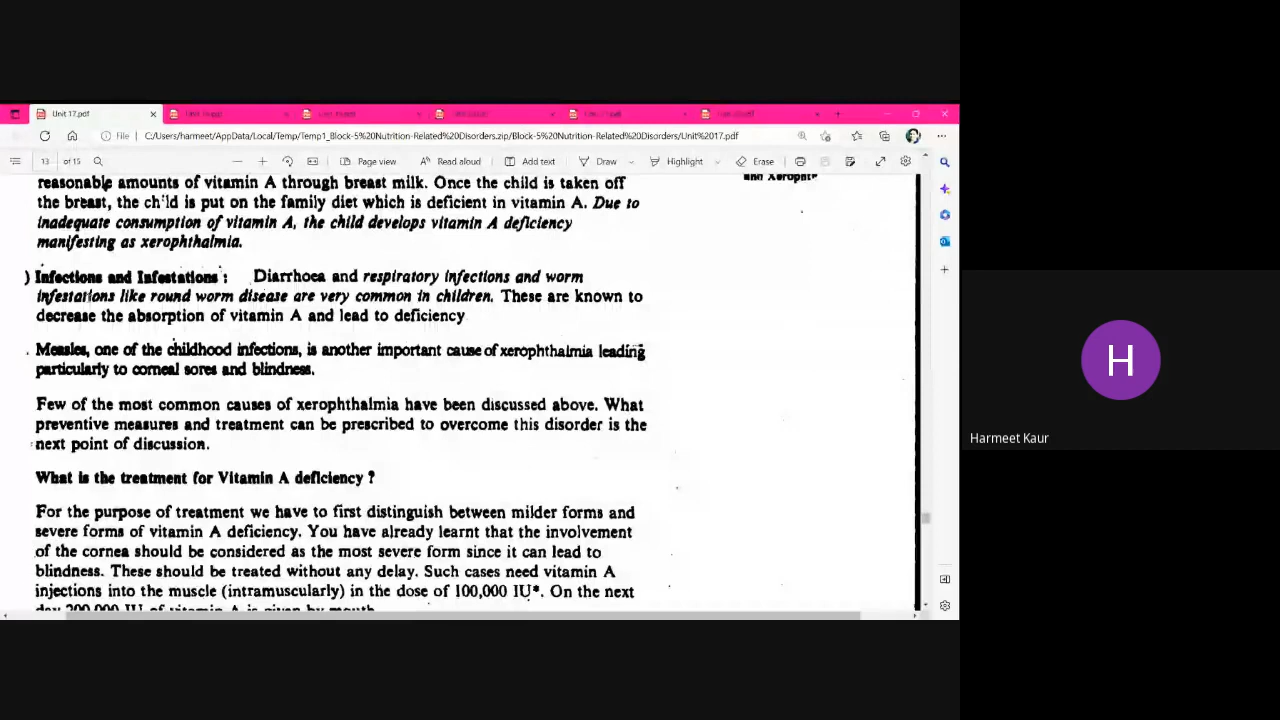 Unit 17.pdf
File
C:/Users/harmeet/AppData/Local/Temp/Temp1_Block-5%20Nutrition-Related%20Disorders.zip/Block-5%20Nutrition-Related%20Disorders/Unit%2017.pdf
13 of 15
Page view
Read aloud
Add text
Draw
Highlight
Erase
reasonable amounts of vitamin A through breast milk. Once the child is taken off
the breast, the child is put on the family diet which is deficient in vitamin A. Due to
inadequate consumption of vitamin A, the child develops vitamin A deficiency
manifesting as xerophthalmia.
) Infections and Infestations : Diarrhoea and respiratory infections and worm
infestations like round worm disease are very common in children. These are known to
decrease the absorption of vitamin A and lead to deficiency
Measles, one of the childhood infections, is another important cause of xerophthalmia leading
particularly to corneal sores and blindness.
Few of the most common causes of xerophthalmia have been discussed above. What
preventive measures and treatment can be prescribed to overcome this disorder is the
next point of discussion.
What is the treatment for Vitamin A deficiency ?
For the purpose of treatment we have to first distinguish between milder forms and
severe forms of vitamin A deficiency. You have already learnt that the involvement
of the cornea should be considered as the most severe form since it can lead to
blindness. These should be treated without any delay. Such cases need vitamin A
injections into the muscle (intramuscularly) in the dose of 100,000 IU*. On the next
day 200,000 IU of vitamin A is given by mouth
H
Harmeet Kaur